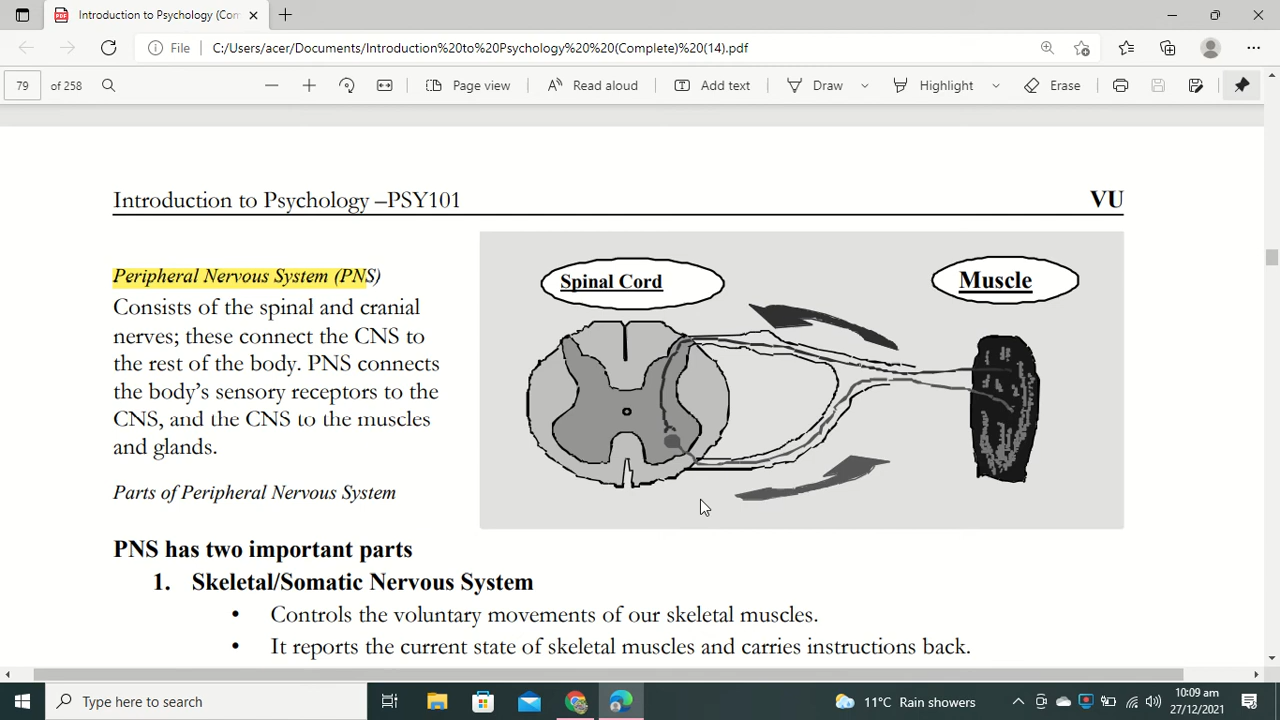 Introduction to Psychology (Com
File C:/Users/acer/Documents/Introduction%20to%20Psychology%20%20(Complete)%20(14).pdf
79 of 258 Page view Read aloud Add text Draw Highlight Erase
Introduction to Psychology –PSY101 VU
Peripheral Nervous System (PNS)
Consists of the spinal and cranial
nerves; these connect the CNS to
the rest of the body. PNS connects
the body's sensory receptors to the
CNS, and the CNS to the muscles
and glands.
Spinal Cord
Muscle
Parts of Peripheral Nervous System
PNS has two important parts
1. Skeletal/Somatic Nervous System
• Controls the voluntary movements of our skeletal muscles.
• It reports the current state of skeletal muscles and carries instructions back.
Type here to search
11°C Rain showers
10:09 am
27/12/2021